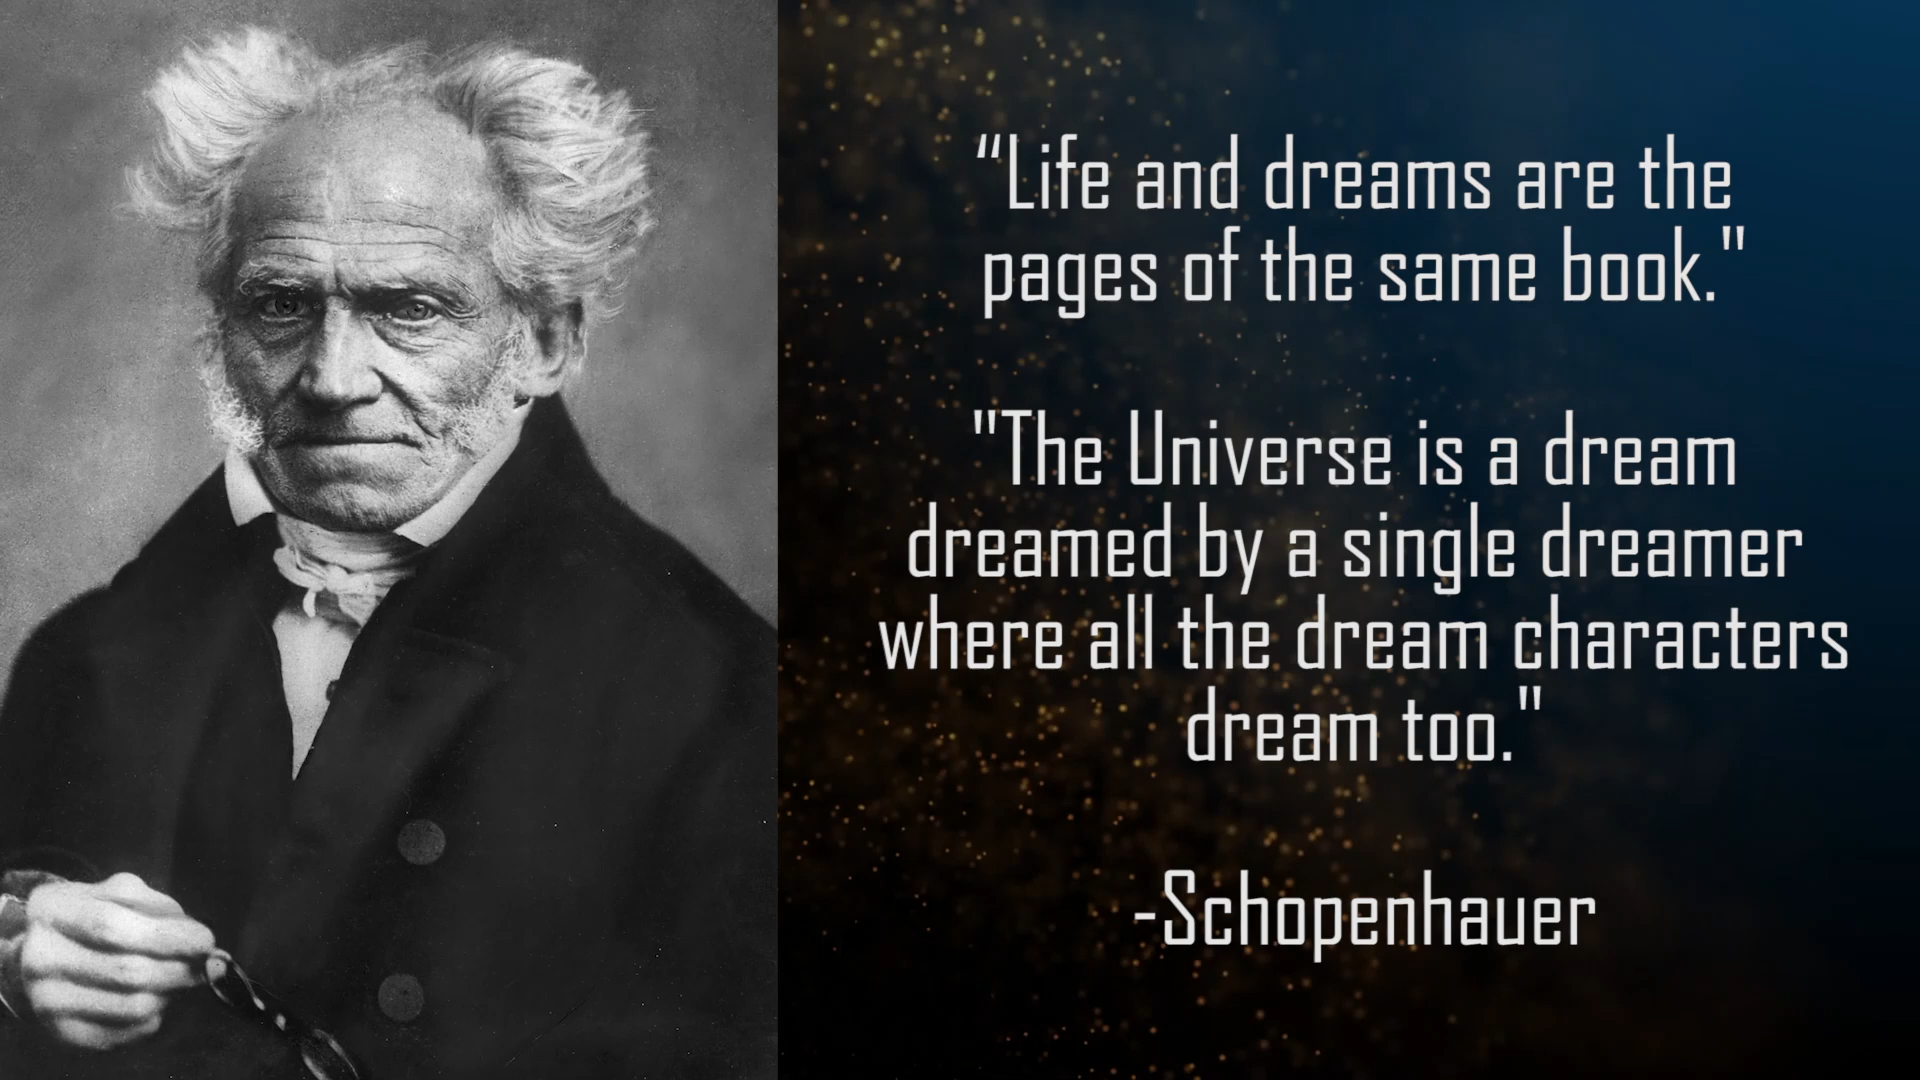 “Life and dreams are the
pages of the same book."
"The Universe is a dream
dreamed by a single dreamer
where all the dream characters
dream too."
-Schopenhauer